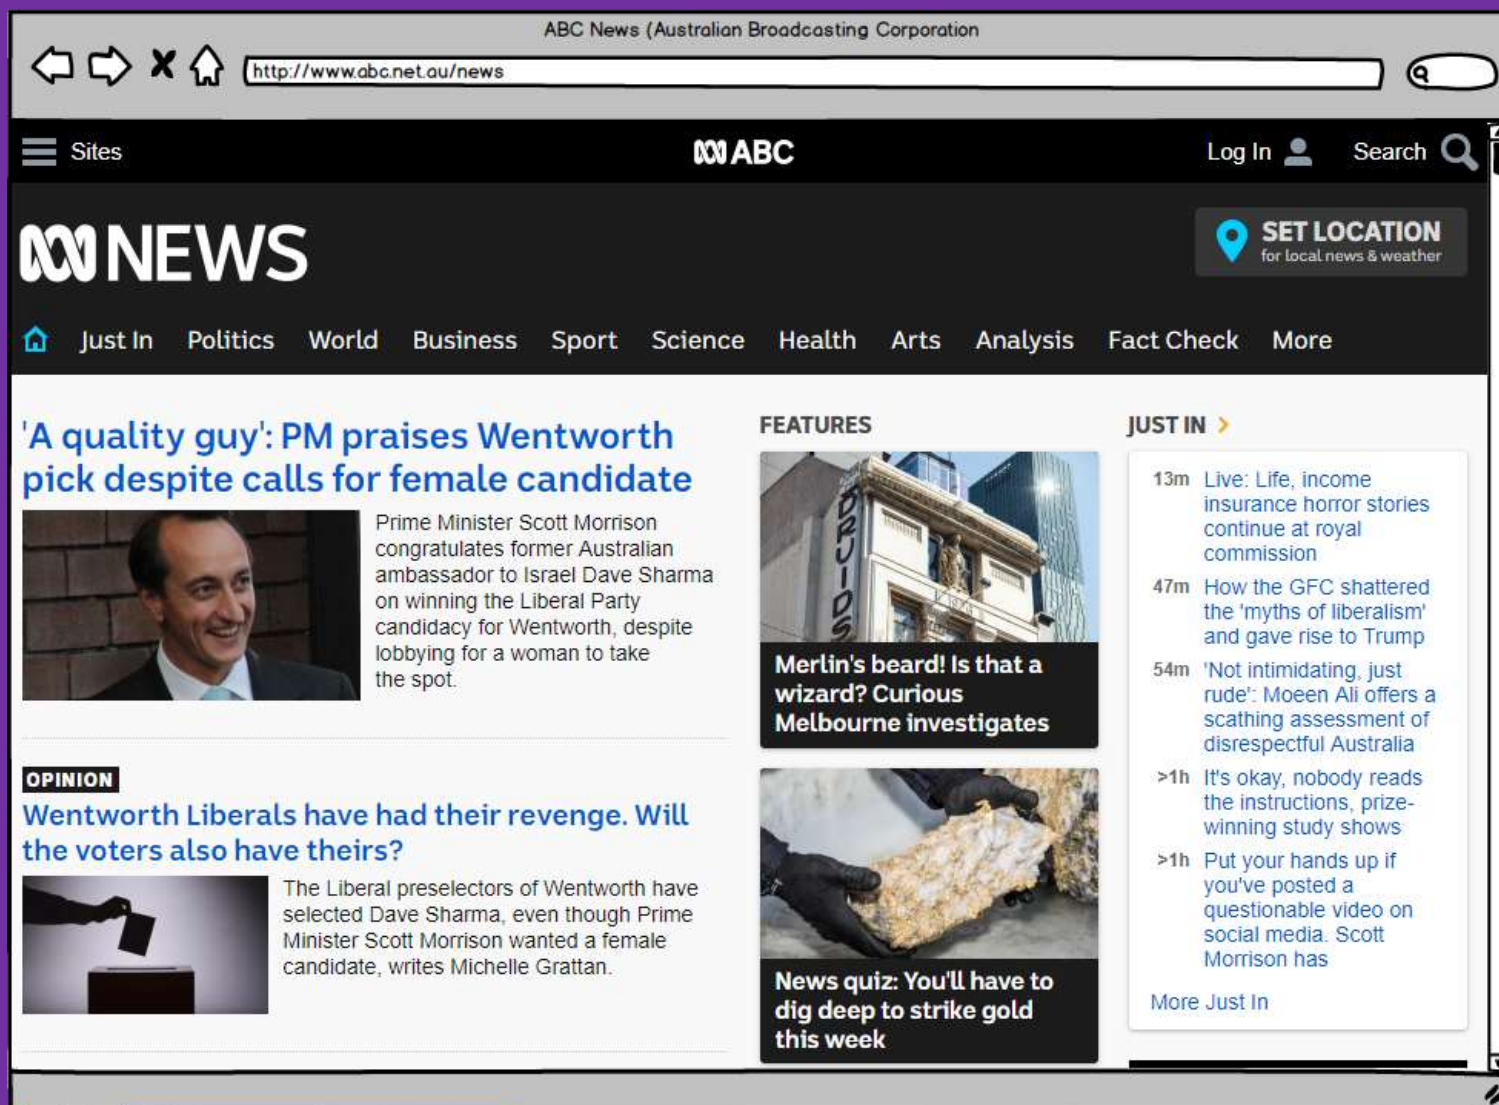 ABC News (Australian Broadcasting Corporation
http://www.abc.net.au/news
Sites
ABC
Log In
Search
NEWS
SET LOCATION
for local news & weather
Just In
Politics
World
Business
Sport
Science
Health
Arts
Analysis
Fact Check
More
'A quality guy': PM praises Wentworth
pick despite calls for female candidate
Prime Minister Scott Morrison
congratulates former Australian
ambassador to Israel Dave Sharma
on winning the Liberal Party
candidacy for Wentworth, despite
lobbying for a woman to take
the spot.
OPINION
Wentworth Liberals have had their revenge. Will
the voters also have theirs?
The Liberal preselectors of Wentworth have
selected Dave Sharma, even though Prime
Minister Scott Morrison wanted a female
candidate, writes Michelle Grattan.
FEATURES
DRUIDS
Merlin's beard! Is that a
wizard? Curious
Melbourne investigates
News quiz: You'll have to
dig deep to strike gold
this week
JUST IN >
13m Live: Life, income
insurance horror stories
continue at royal
commission
47m How the GFC shattered
the 'myths of liberalism'
and gave rise to Trump
54m 'Not intimidating, just
rude': Moeen Ali offers a
scathing assessment of
disrespectful Australia
>1h It's okay, nobody reads
the instructions, prize-
winning study shows
>1h Put your hands up if
you've posted a
questionable video on
social media. Scott
Morrison has
More Just In